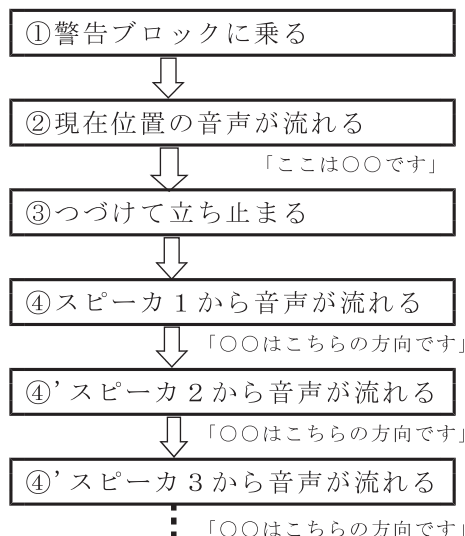 ①警告ブロックに乗る
②現在位置の音声が流れる
「ここは○○です」
③つづけて立ち止まる
④スピーカ１から音声が流れる
「○○はこちらの方向です」
④'スピーカ２から音声が流れる
「○○はこちらの方向です」
④'スピーカ３から音声が流れる
「○○はこちらの方向です」